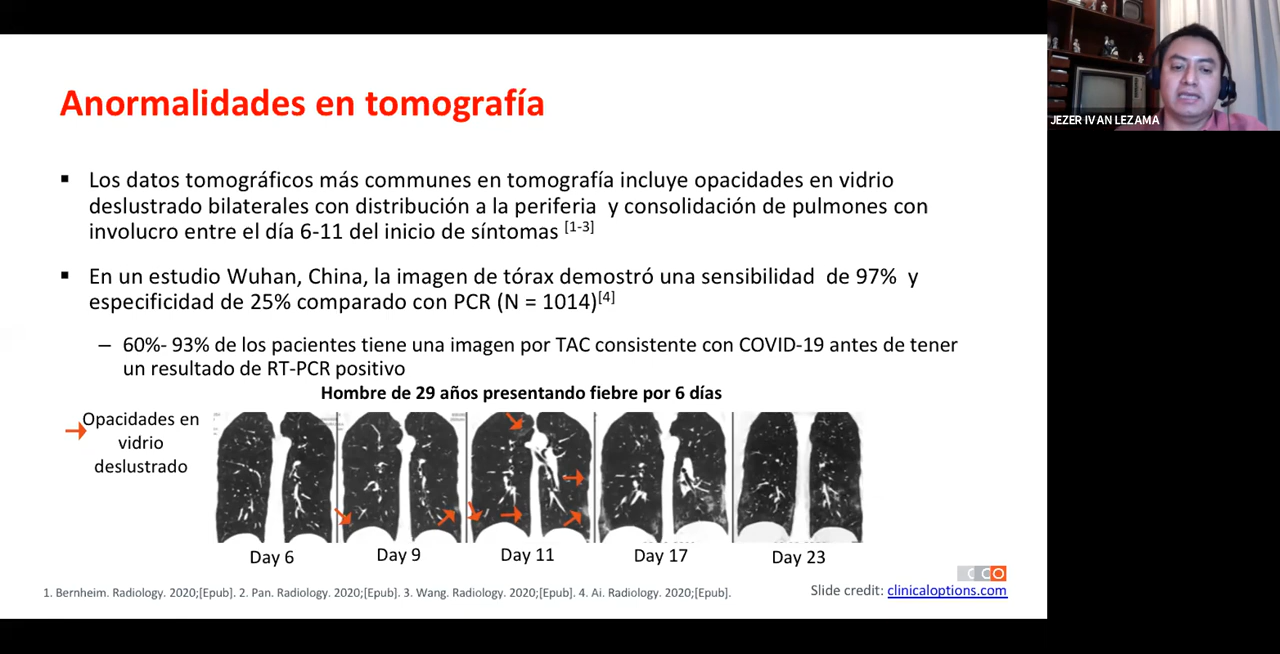 JEZER IVAN LEZAMA
Anormalidades en tomografía
Los datos tomográficos más communes en tomografía incluye opacidades en vidrio
deslustrado bilaterales con distribución a la periferia y consolidación de pulmones con
involucro entre el día 6-11 del inicio de síntomas [1-3]
En un estudio Wuhan, China, la imagen de tórax demostró una sensibilidad de 97% y
especificidad de 25% comparado con PCR (N = 1014)[4]
– 60%- 93% de los pacientes tiene una imagen por TAC consistente con COVID-19 antes de tener
un resultado de RT-PCR positivo
Hombre de 29 años presentando fiebre por 6 días
Opacidades en
vidrio
deslustrado
Day 6
Day 9
Day 11
Day 17
Day 23
CCO
1. Bernheim. Radiology. 2020;[Epub]. 2. Pan. Radiology. 2020;[Epub]. 3. Wang. Radiology. 2020;[Epub]. 4. Ai. Radiology. 2020;[Epub].
Slide credit: clinicaloptions.com